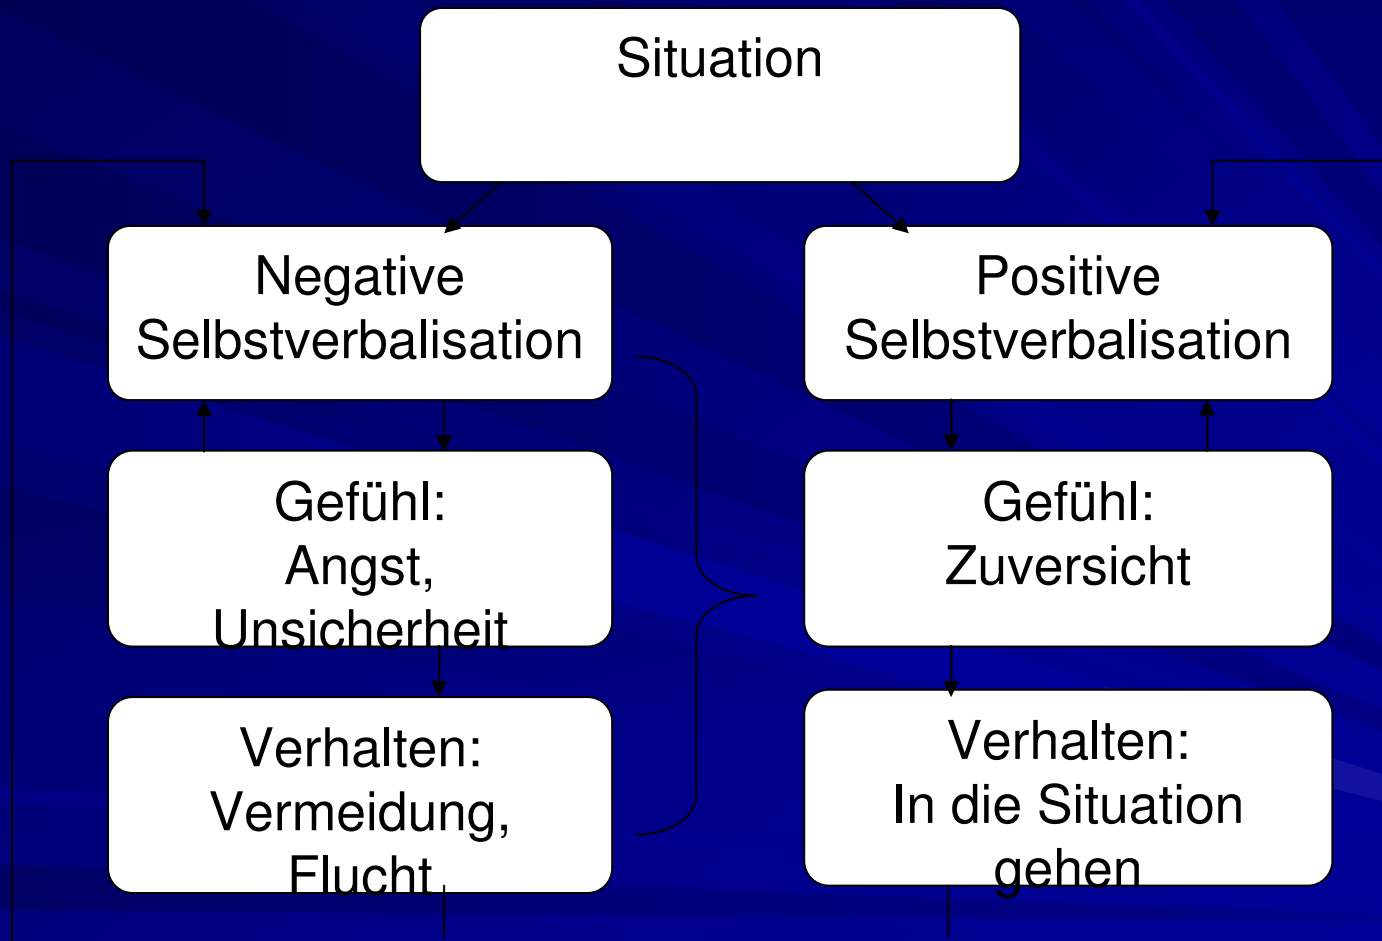 Situation
Negative
Selbstverbalisation
Positive
Selbstverbalisation
Gefühl:
Angst,
Unsicherheit
Gefühl:
Zuversicht
Verhalten:
Vermeidung,
Flucht
Verhalten:
In die Situation
gehen